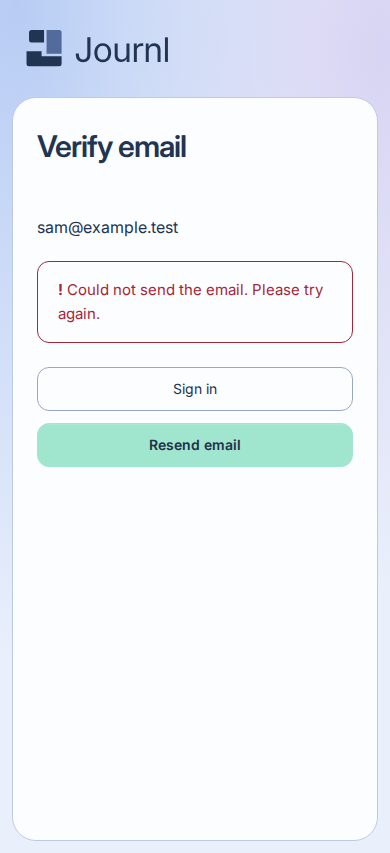 Journl
Verify email
sam@example.test
! Could not send the email. Please try
again.
Sign in
Resend email